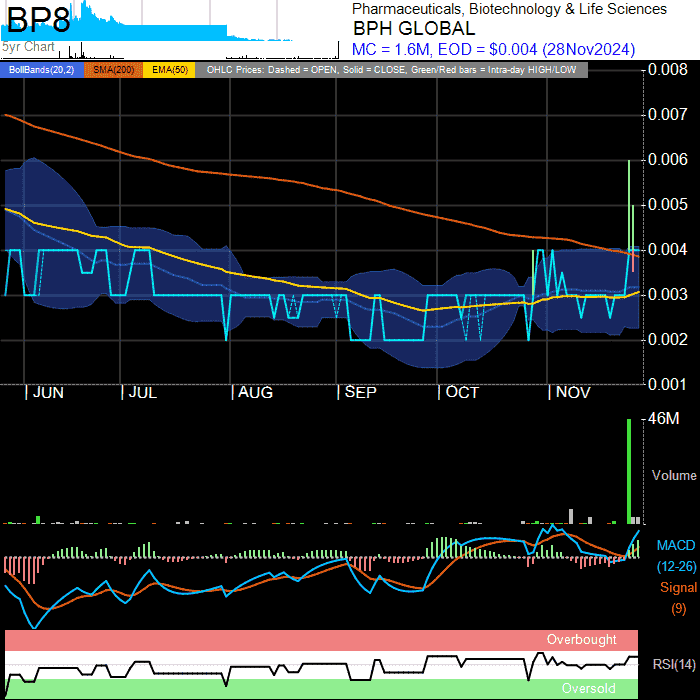 BP8
Pharmaceuticals, Biotechnology & Life Sciences
BPH GLOBAL
5yr Chart
MC = 1.6M, EOD = $0.004 (28Nov2024)
BollBands(20,2) SMA(200) EMA(50) OHLC Prices: Dashed = OPEN, Solid = CLOSE, Green/Red bars = Intra-day HIGH/LOW
0.008
0.007
0.006
0.005
0.004
0.003
0.002
0.001
JUN JUL AUG SEP OCT NOV
46M
Volume
MACD
(12-26)
Signal
(9)
Overbought
RSI(14)
Oversold